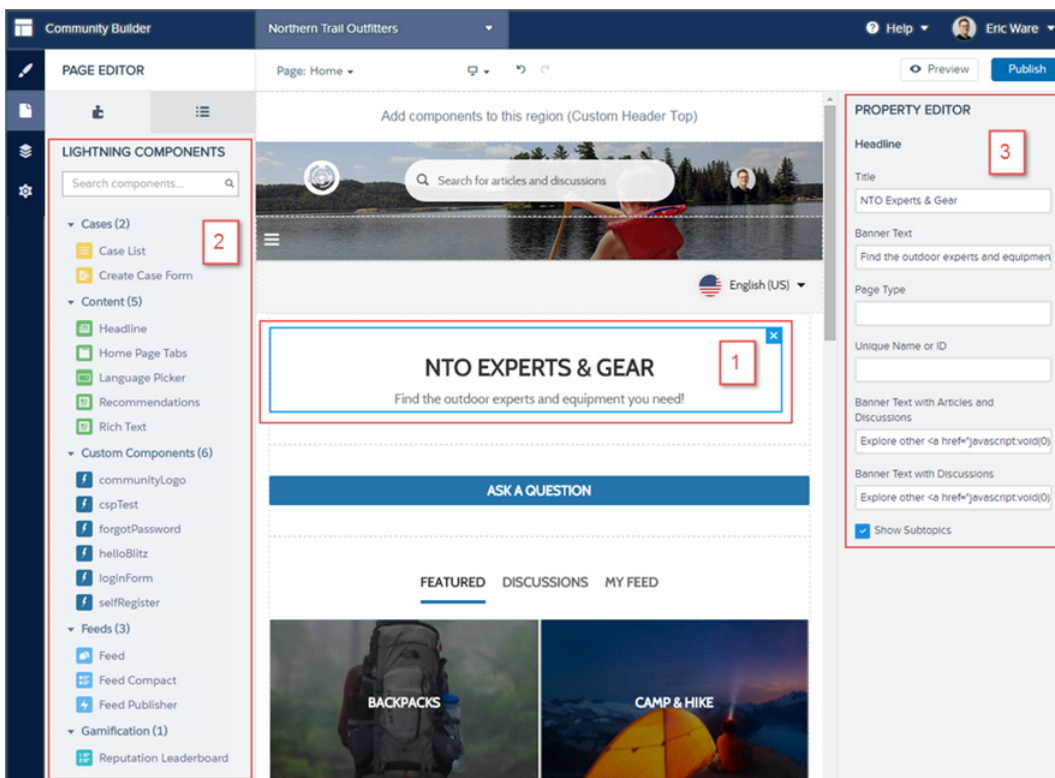 Community Builder
Northern Trail Outfitters
Help
Eric Ware
PAGE EDITOR
Page: Home
Preview
Publish
LIGHTNING COMPONENTS
Search components...
2
Cases (2)
Case List
Create Case Form
Content (5)
Headline
Home Page Tabs
Language Picker
Recommendations
Rich Text
Custom Components (6)
communityLogo
cspTest
forgotPassword
helloBlitz
loginForm
selfRegister
Feeds (3)
Feed
Feed Compact
Feed Publisher
Gamification (1)
Reputation Leaderboard
Add components to this region (Custom Header Top)
Search for articles and discussions
English (US)
1
NTO EXPERTS & GEAR
Find the outdoor experts and equipment you need!
ASK A QUESTION
FEATURED DISCUSSIONS MY FEED
BACKPACKS
CAMP & HIKE
PROPERTY EDITOR
3
Headline
Title
NTO Experts & Gear
Banner Text
Find the outdoor experts and equipmen
Page Type
Unique Name or ID
Banner Text with Articles and
Discussions
Explore other <a href="javascript:void(0)
Banner Text with Discussions
Explore other <a href="javascript:void(0)
Show Subtopics